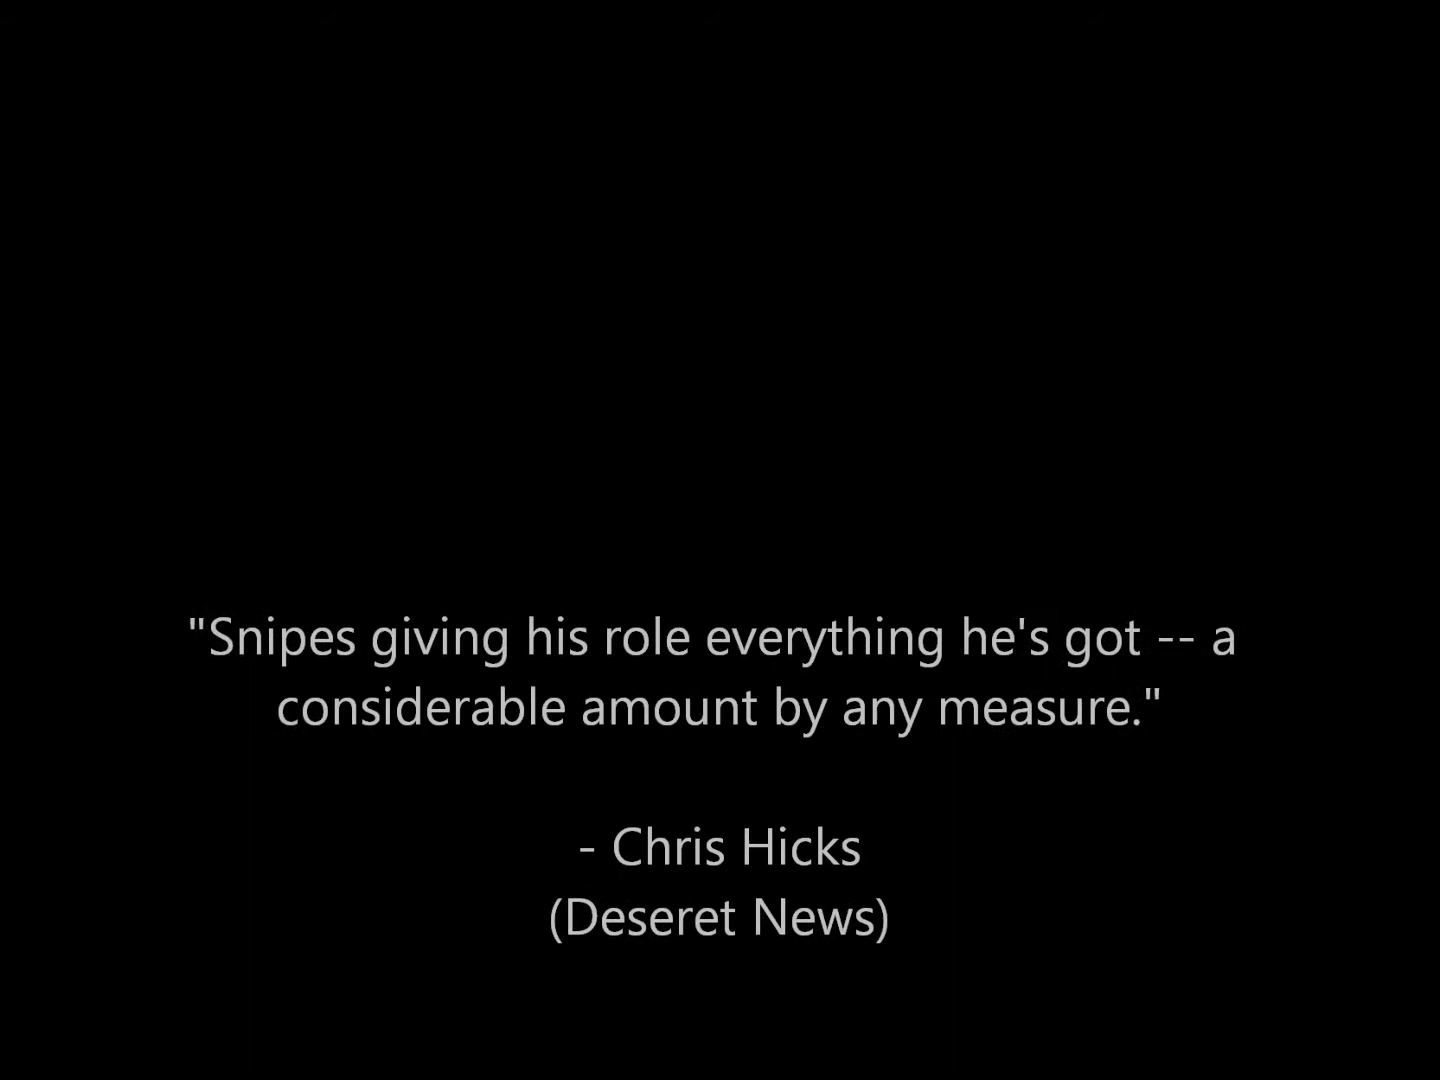 "Snipes giving his role everything he's got -- a
considerable amount by any measure."
- Chris Hicks
(Deseret News)